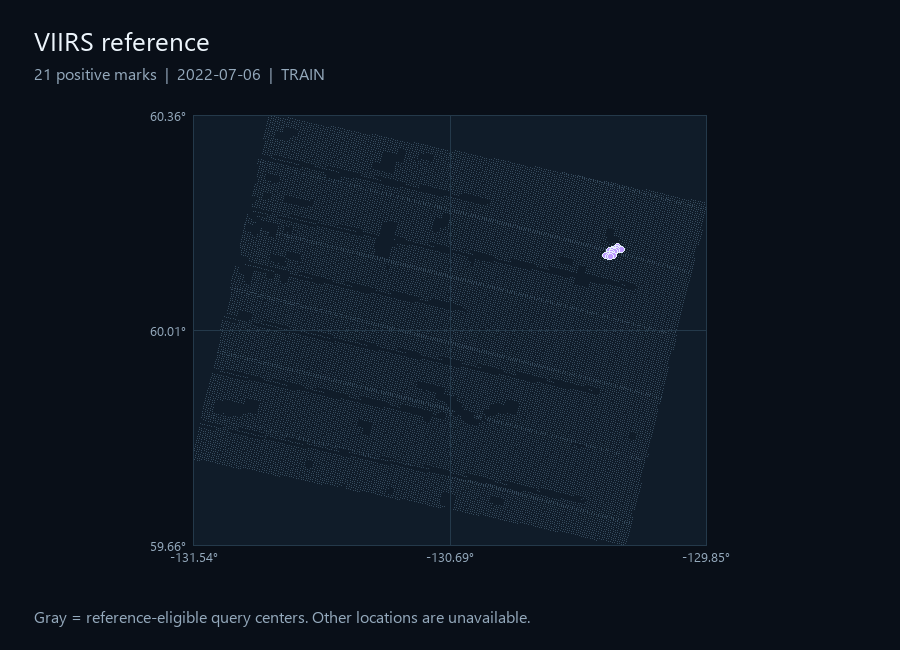 VIIRS reference
21 positive marks | 2022-07-06 | TRAIN
60.36°
60.01°
59.66°
-131.54°
-130.69°
-129.85°
Gray = reference-eligible query centers. Other locations are unavailable.